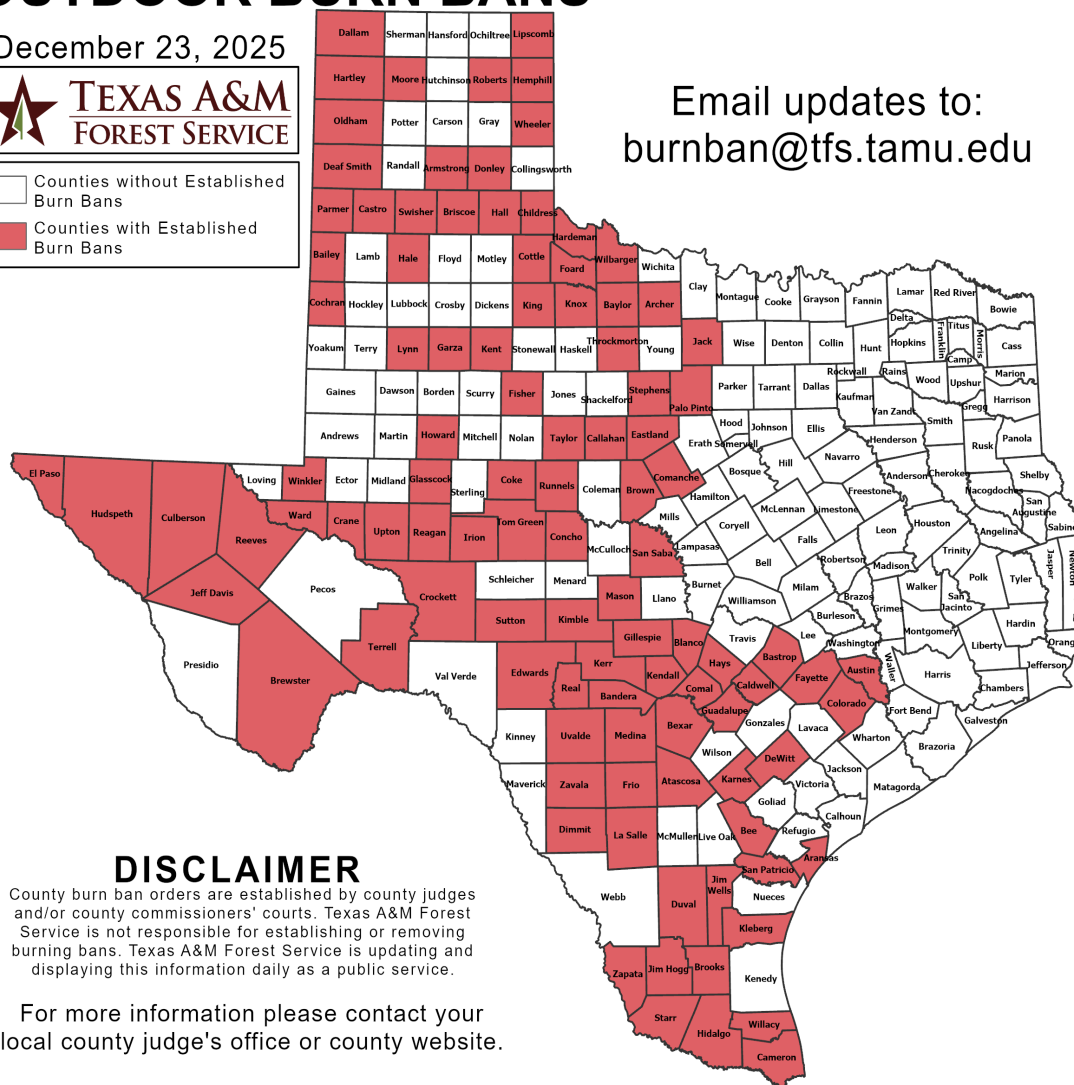 OUTDOOR BURN BANS
December 23, 2025
TEXAS A&M
FOREST SERVICE
Counties without Established
Burn Bans
Counties with Established
Burn Bans
Email updates to:
burnban@tfs.tamu.edu
Dallam Sherman Hansford Ochiltree Lipscomb
Hartley Moore Hutchinson Roberts Hemphill
Oldham Potter Carson Gray Wheeler
Deaf Smith Randall Armstrong Donley Collingsworth
Parmer Castro Swisher Briscoe Hall Childress
Hardeman
Bailey Lamb Hale Floyd Motley Cottle Foard Wilbarger Wichita
Clay Montague Cooke Grayson Fannin Lamar Red River Bowie
Cochran Hockley Lubbock Crosby Dickens King Knox Baylor Archer
Delta Titus Franklin Morris Cass
Yoakum Terry Lynn Garza Kent Stonewall Haskell Throckmorton Young Jack Wise Denton Collin Hunt Hopkins
Camp
Rockwall Rains Wood Upshur Marion
Gaines Dawson Borden Scurry Fisher Jones Shackelford Stephens Palo Pinto Parker Tarrant Dallas Kaufman Van Zandt Gregg Harrison
Smith
Andrews Martin Howard Mitchell Nolan Taylor Callahan Eastland Erath Hood Somervell Johnson Ellis Henderson Rusk Panola
El Paso Hudspeth Culberson Loving Winkler Ector Midland Glasscock Sterling Coke Runnels Coleman Brown Comanche Bosque Hill Navarro Anderson Cherokee Shelby
Hamilton Freestone Nacogdoches
Reeves Ward Crane Upton Reagan Irion Tom Green Concho McCulloch San Saba Mills Coryell McLennan Limestone Leon Houston Angelina San
Augustine
Sabine
Lampasas Falls Trinity
Jeff Davis Pecos Crockett Schleicher Menard Mason Llano Burnet Bell Robertson Madison Polk Tyler Jasper Newton
Williamson Milam Brazos Grimes Walker San
Jacinto
Sutton Kimble Gillespie Blanco Travis Lee Burleson Washington Montgomery Hardin
Liberty Orange
Presidio Brewster Terrell Val Verde Edwards Real Kerr Bandera Kendall Comal Hays Caldwell Bastrop Fayette Austin Waller Harris Jefferson
Chambers
Guadalupe Colorado Fort Bend Galveston
Kinney Uvalde Medina Bexar Wilson Gonzales Lavaca Wharton Brazoria
DeWitt Jackson
Maverick Zavala Frio Atascosa Karnes Victoria Matagorda
Goliad Calhoun
Dimmit La Salle McMullen Live Oak Bee Refugio
Aransas
San Patricio
Webb Duval Jim
Wells
Nueces
Kleberg
Zapata Jim Hogg Brooks Kenedy
Starr Hidalgo Willacy
Cameron
DISCLAIMER
County burn ban orders are established by county judges
and/or county commissioners' courts. Texas A&M Forest
Service is not responsible for establishing or removing
burning bans. Texas A&M Forest Service is updating and
displaying this information daily as a public service.
For more information please contact your
local county judge's office or county website.